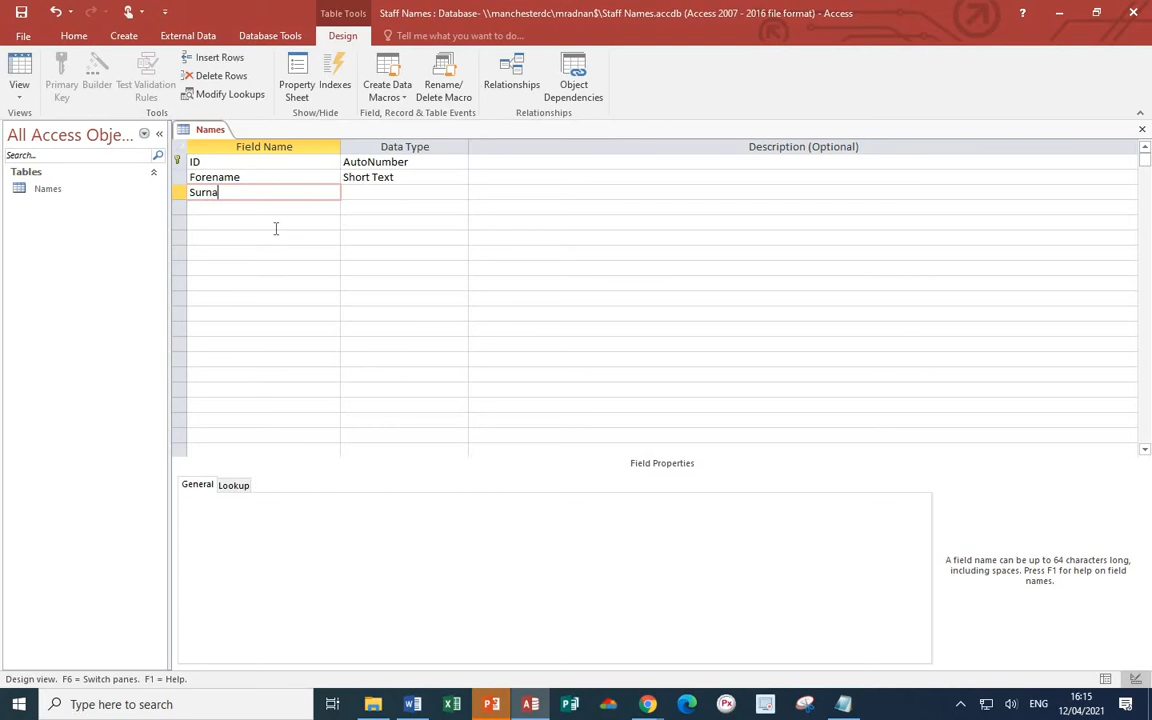 Table Tools
Staff Names : Database- \\manchesterdc\mradnan$\Staff Names.accdb (Access 2007 - 2016 file format) - Access
?
File
Home
Create
External Data
Database Tools
Design
Tell me what you want to do...
View
Primary
Key
Builder
Test Validation
Rules
Insert Rows
Delete Rows
Modify Lookups
Property
Sheet
Indexes
Create Data
Macros
Rename/
Delete Macro
Relationships
Object
Dependencies
Views
Tools
Show/Hide
Field, Record & Table Events
Relationships
All Access Obje...
Search...
Tables
Names
Names
Field Name
Data Type
Description (Optional)
ID
AutoNumber
Forename
Short Text
Surna
Field Properties
General
Lookup
A field name can be up to 64 characters long,
including spaces. Press F1 for help on field
names.
Design view. F6 = Switch panes. F1 = Help.
Type here to search
ENG
16:15
12/04/2021